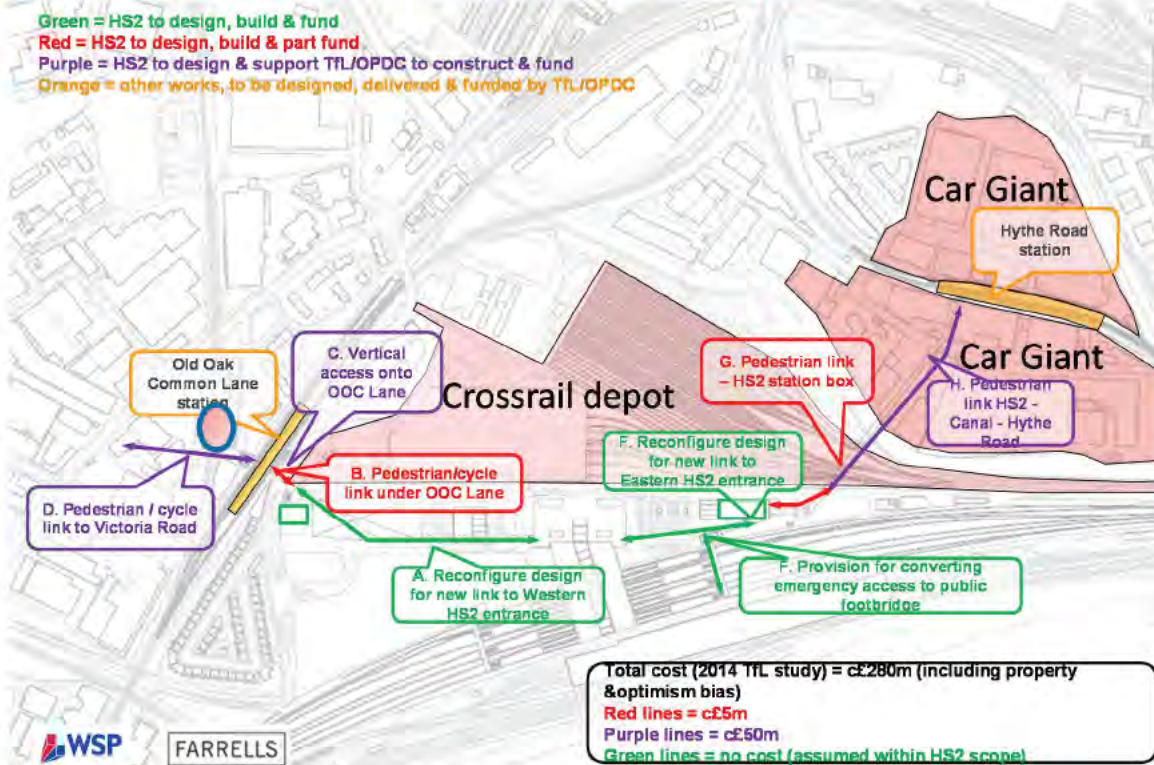 Green = HS2 to design, build & fund
Red = HS2 to design, build & part fund
Purple = HS2 to design & support TfL/OPDC to construct & fund
Orange = other works, to be designed, delivered & funded by TfL/OPDC
Car Giant
Hythe Road
station
Old Oak
Common Lane
station
C. Vertical
access onto
OOC Lane
Crossrail depot
G. Pedestrian link
– HS2 station box
Car Giant
H. Pedestrian
link HS2 -
Canal - Hythe
Road
F. Reconfigure design
for new link to
Eastern HS2 entrance
B. Pedestrian/cycle
link under OOC Lane
D. Pedestrian / cycle
link to Victoria Road
A. Reconfigure design
for new link to Western
HS2 entrance
F. Provision for converting
emergency access to public
footbridge
Total cost (2014 TfL study) = c£280m (including property
&optimism bias)
Red lines = c£5m
Purple lines = c£50m
Green lines = no cost (assumed within HS2 scope)
WSP
FARRELLS